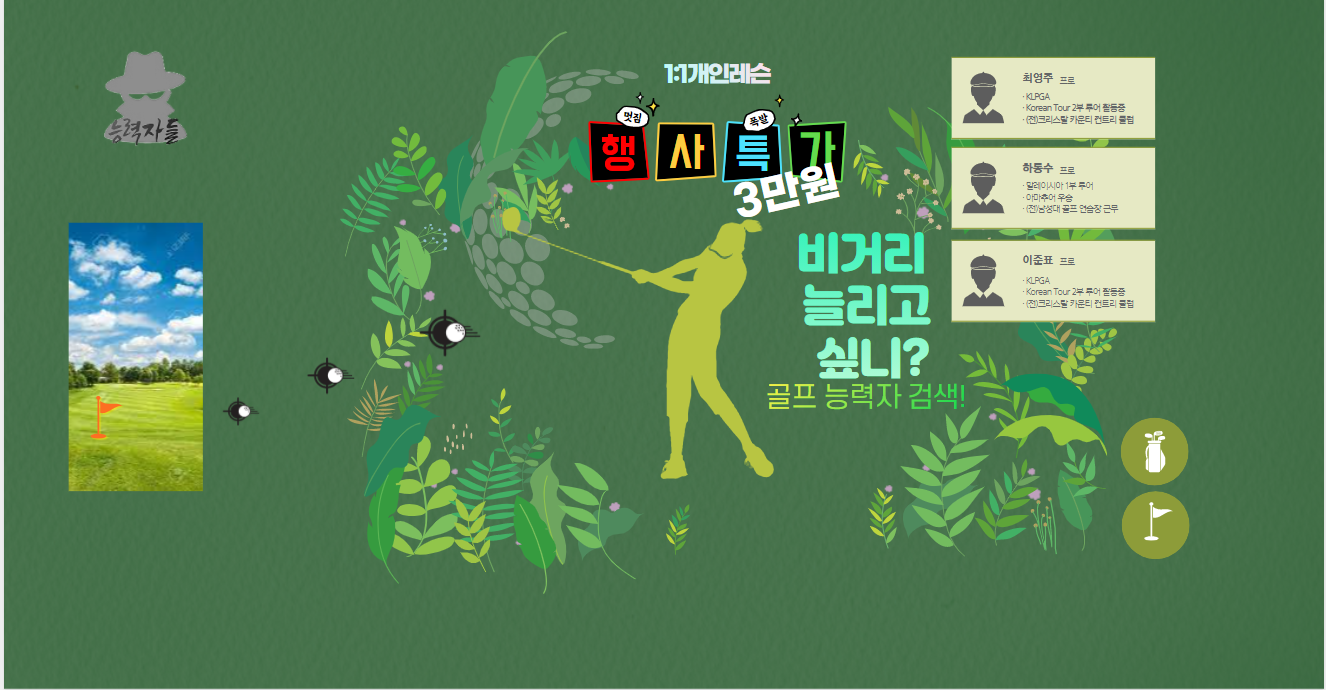 능력자들
1:1개인레슨
멋짐
폭발
행사특가
3만원
비거리
늘리고
싶니?
골프 능력자 검색!
최영주 프로
· KLPGA
· Korean Tour 2부 투어 활동중
· (전)크리스탈 카운티 컨트리 클럽
하동수 프로
· 말레이시아 1부 투어
· 아마추어 우승
· (전)남성대 골프 연습장 근무
이준표 프로
· KLPGA
· Korean Tour 2부 투어 활동중
· (전)크리스탈 카운티 컨트리 클럽